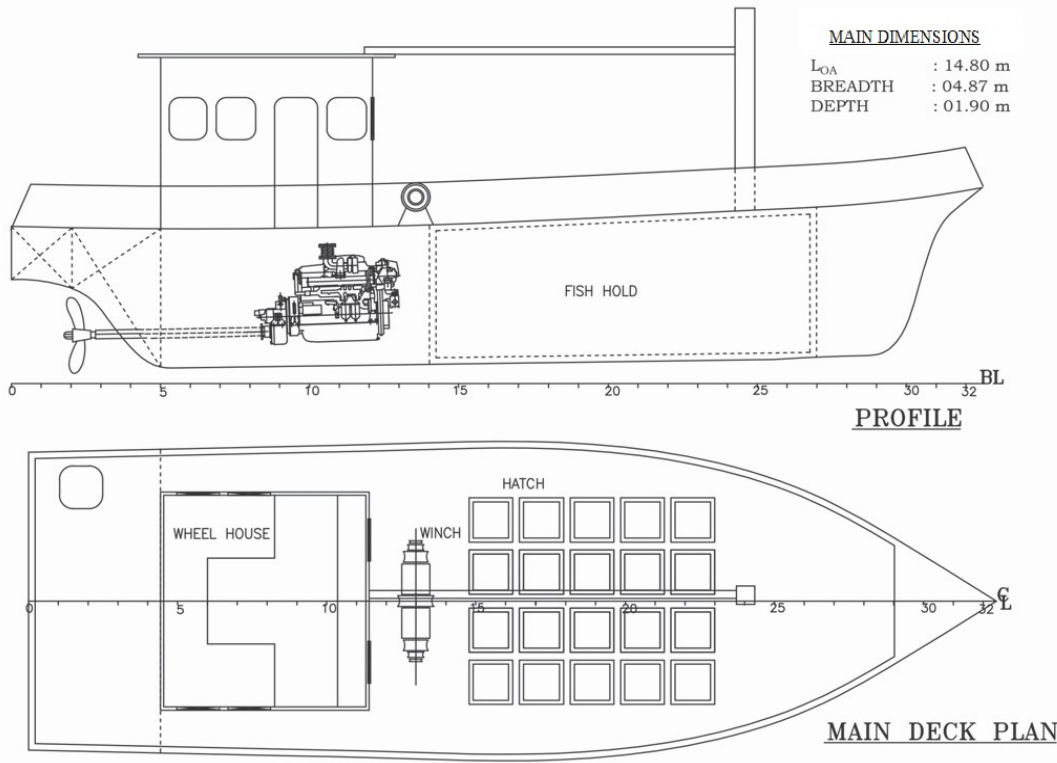 MAIN DIMENSIONS
LOA : 14.80 m
BREADTH : 04.87 m
DEPTH : 01.90 m
FISH HOLD
0 5 10 15 20 25 30 32 BL
PROFILE
HATCH
WHEEL HOUSE WINCH
0 5 15 20 25 30 32 CL
MAIN DECK PLAN